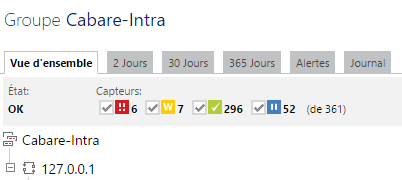 Groupe Cabare-Intra
Vue d'ensemble 2 Jours 30 Jours 365 Jours Alertes Journal
État: Capteurs:
OK !! 6 W 7 296 52 (de 361)
Cabare-Intra
127.0.0.1